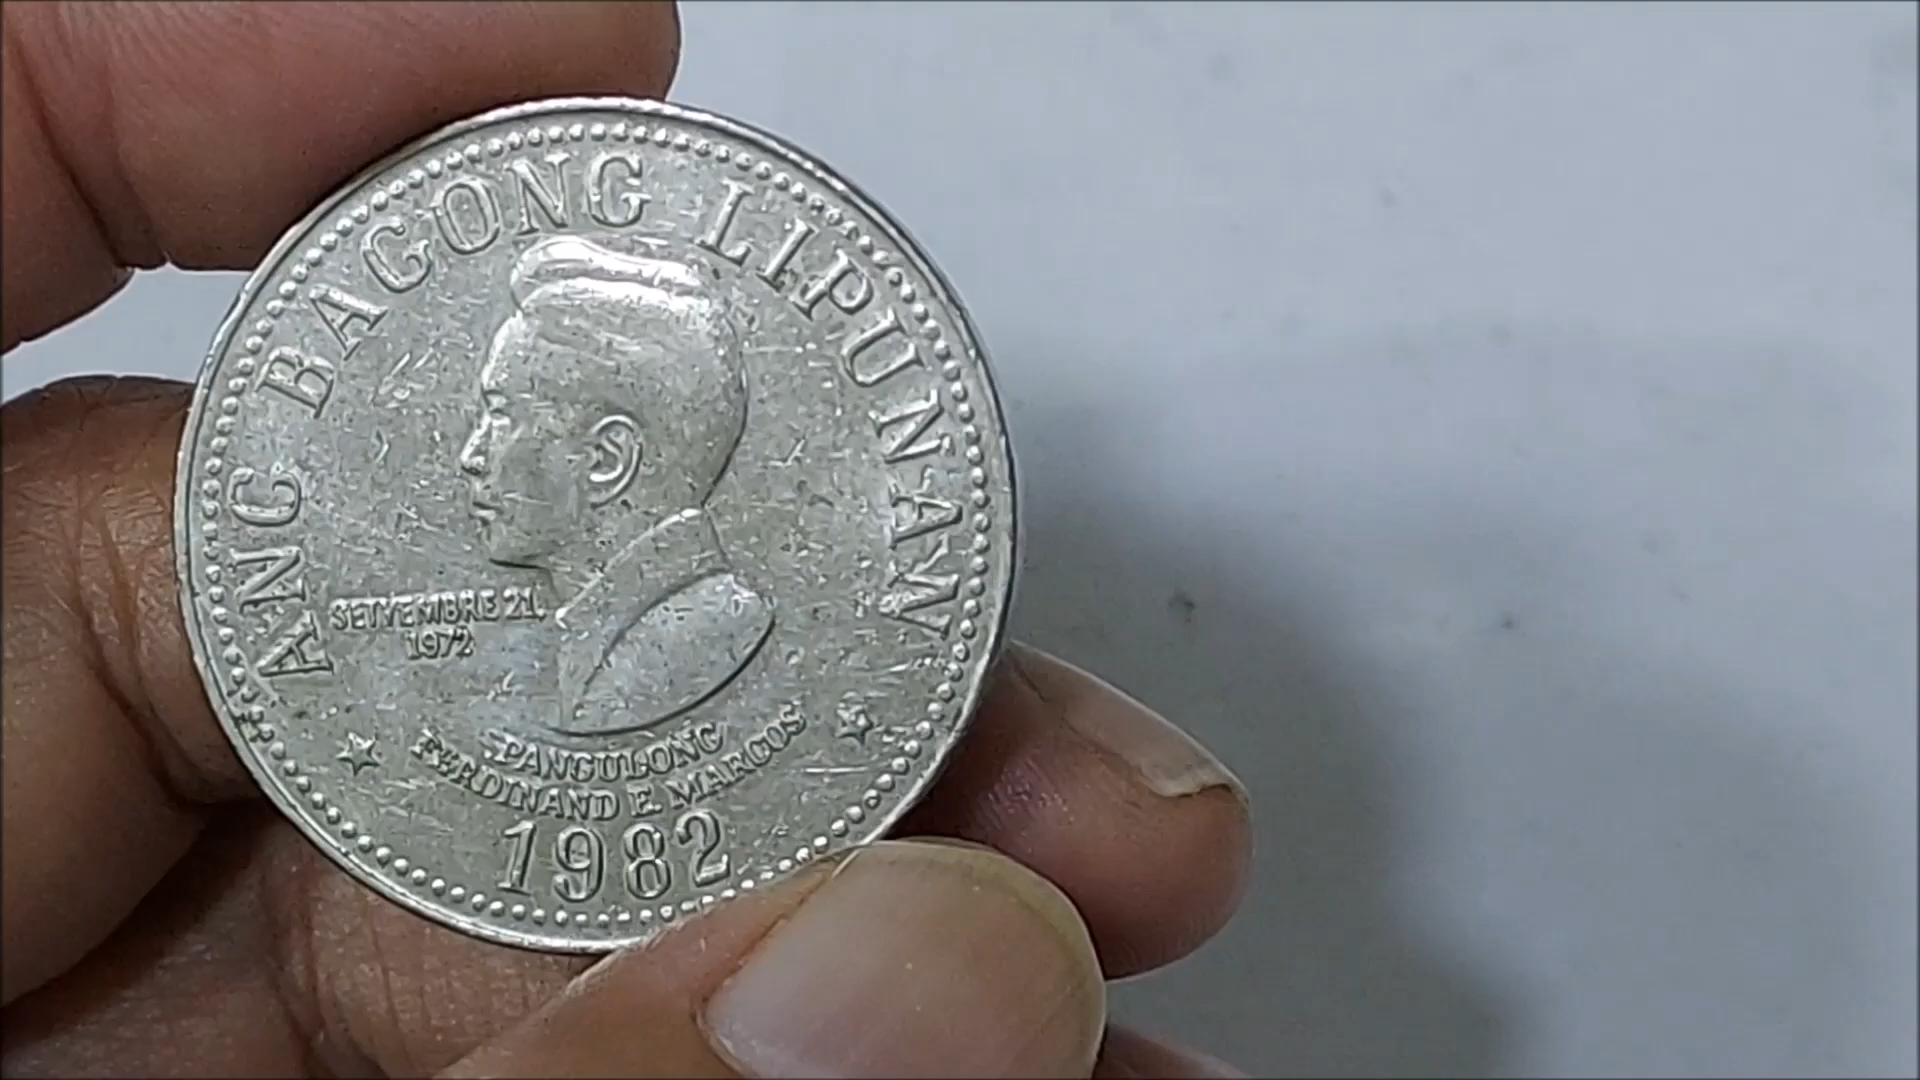 ANG BAGONG LIPUNAN
SETYEMBRE 21,
1972
PANGULONG
FERDINAND E. MARCOS
1982